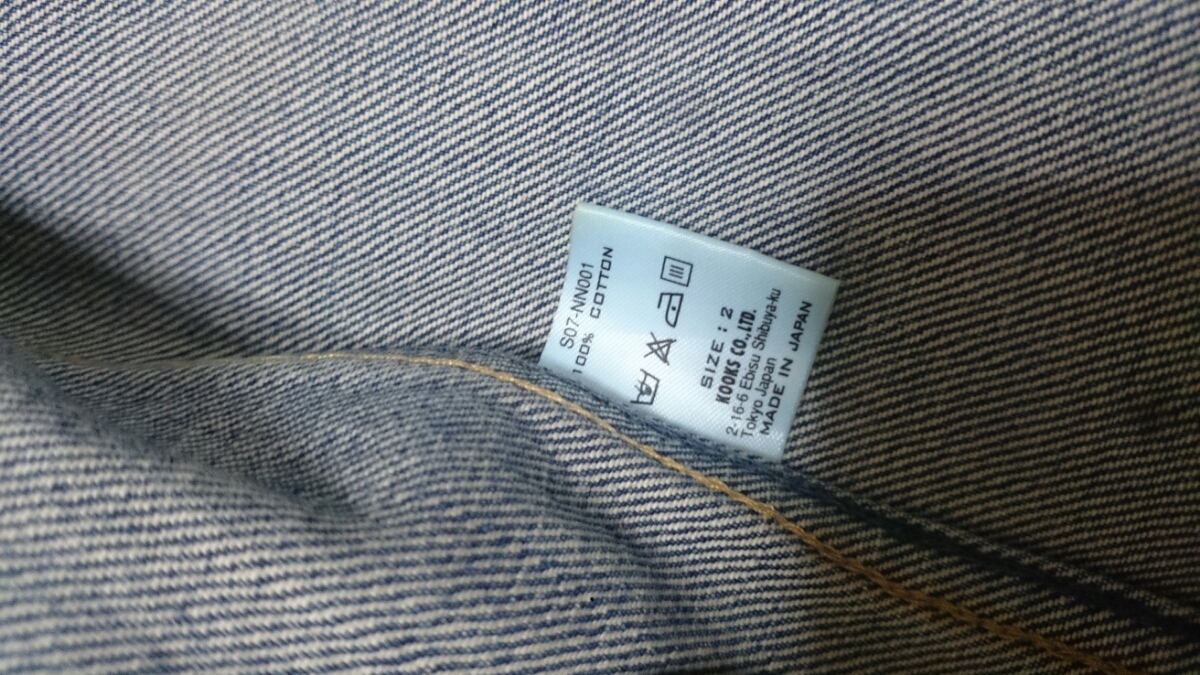 S07-NN001
100% COTTON
SIZE : 2
KOOKS CO.,LTD.
2-16-6 Ebisu Shibuya-ku
Tokyo Japan
MADE IN JAPAN